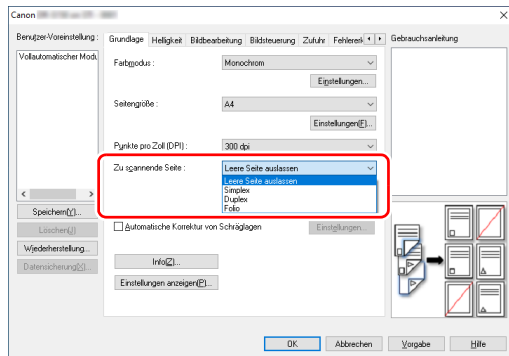 Canon
Benutzer-Voreinstellung :
Vollautomatischer Modu
Speichern(Y)...
Löschen(J)
Wiederherstellung...
Datensicherung(X)...
Grundlage Helligkeit Bildbearbeitung Bildsteuerung Zufuhr Fehlererk
Farbmodus :
Monochrom
Einstellungen...
Seitengröße :
A4
Einstellungen(F)...
Punkte pro Zoll (DPI) :
300 dpi
Zu scannende Seite :
Leere Seite auslassen
Leere Seite auslassen
Simplex
Duplex
Folio
Automatische Korrektur von Schräglagen
Einstellungen...
Info(Z)...
Einstellungen anzeigen(P)...
Gebrauchsanleitung
OK Abbrechen Vorgabe Hilfe